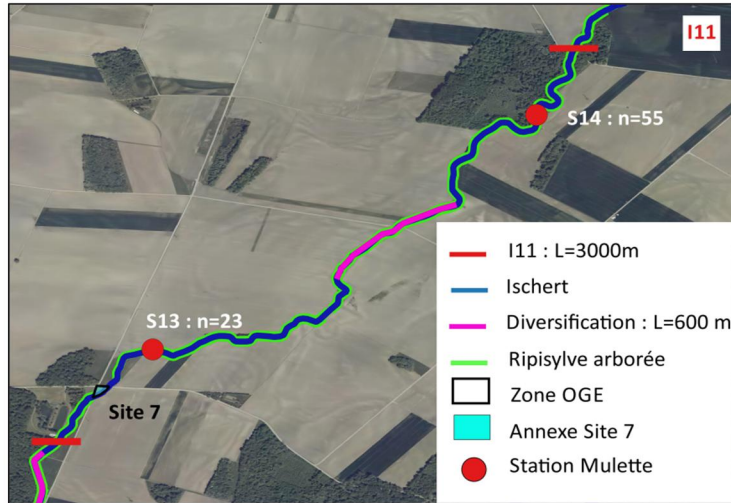 I11
S14 : n=55
S13 : n=23
Site 7
I11 : L=3000m
Ischert
Diversification : L=600 m
Ripisylve arborée
Zone OGE
Annexe Site 7
Station Mulette